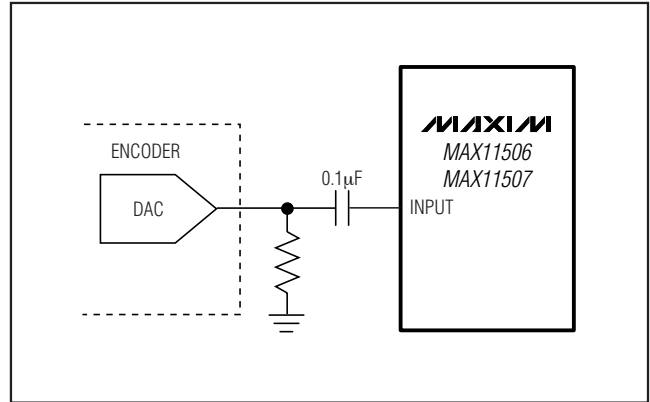 ENCODER
DAC
0.1µF
MAXIM
MAX11506
MAX11507
INPUT